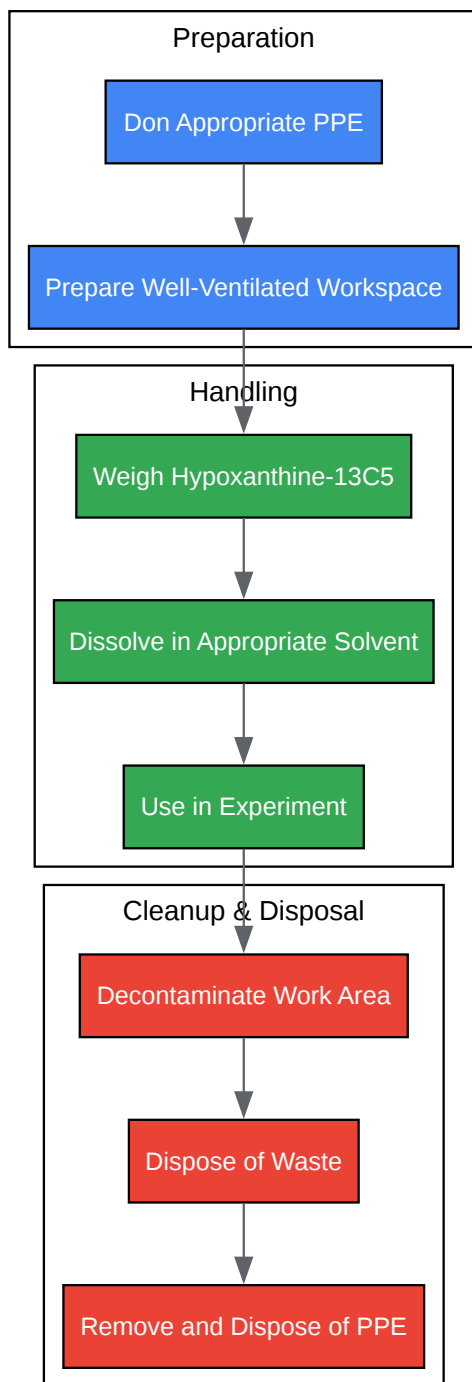 Preparation
Don Appropriate PPE
Prepare Well-Ventilated Workspace
Handling
Weigh Hypoxanthine-13C5
Dissolve in Appropriate Solvent
Use in Experiment
Cleanup & Disposal
Decontaminate Work Area
Dispose of Waste
Remove and Dispose of PPE